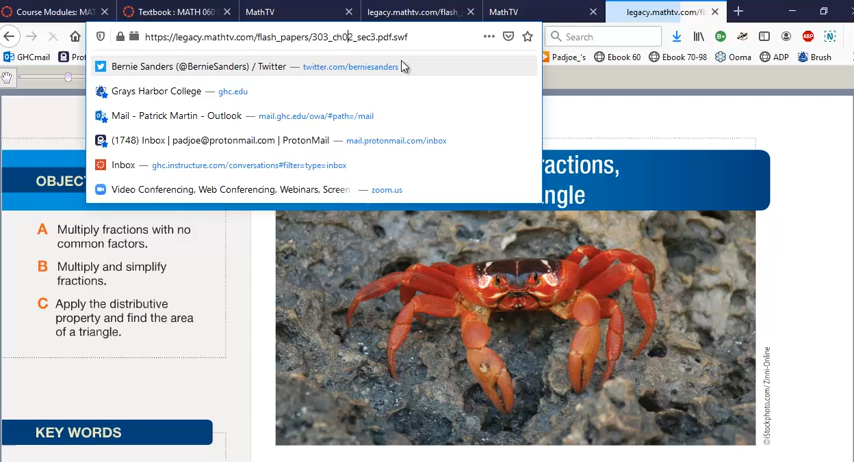 Course Modules: MAT
Textbook : MATH 060
MathTV
legacy.mathtv.com/flash_
MathTV
legacy.mathtv.com/flash_papers
https://legacy.mathtv.com/flash_papers/303_ch02_sec3.pdf.swf
Search
GHCmail
Padjoe_'s
Ebook 60
Ebook 70-98
Ooma
ADP
Brush
Bernie Sanders (@BernieSanders) / Twitter — twitter.com/berniesanders
Grays Harbor College — ghc.edu
Mail - Patrick Martin - Outlook — mail.ghc.edu/owa/#path=/mail
(1748) Inbox | padjoe@protonmail.com | ProtonMail — mail.protonmail.com/inbox
Inbox — ghc.instructure.com/conversations#filter=type=inbox
Video Conferencing, Web Conferencing, Webinars, Screen — zoom.us
OBJEC
ractions,
ngle
A Multiply fractions with no
common factors.
B Multiply and simplify
fractions.
C Apply the distributive
property and find the area
of a triangle.
KEY WORDS
©iStockphoto.com/Zinni-Online